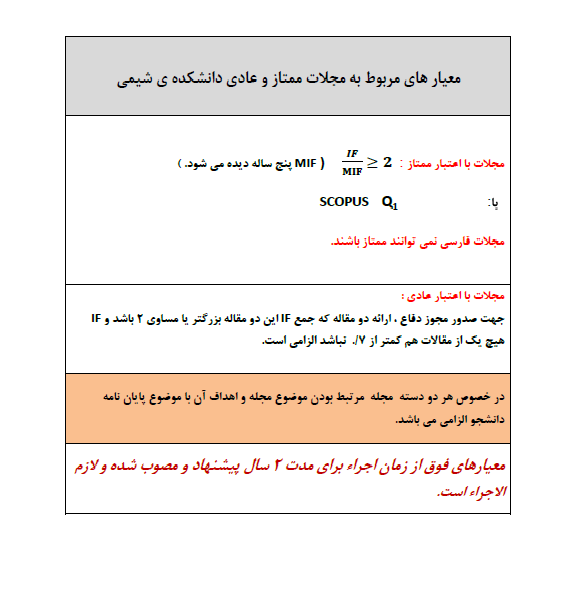 معیار های مربوط به مجلات ممتاز و عادی دانشکده ی شیمی
مجلات با اعتبار ممتاز : IF/MIF ≥ 2 ( MIF پنج ساله دیده می شود. )
یا: SCOPUS Q1
مجلات فارسی نمی توانند ممتاز باشند.
مجلات با اعتبار عادی :
جهت صدور مجوز دفاع ، ارائه دو مقاله که جمع IF این دو مقاله بزرگتر یا مساوی ۲ باشد و IF
هیچ یک از مقالات هم کمتر از ۷/. نباشد الزامی است.
در خصوص هر دو دسته مجله مرتبط بودن موضوع مجله و اهداف آن با موضوع پایان نامه
دانشجو الزامی می باشد.
معیارهای فوق از زمان اجراء برای مدت ۲ سال پیشنهاد و مصوب شده و لازم
الاجراء است.